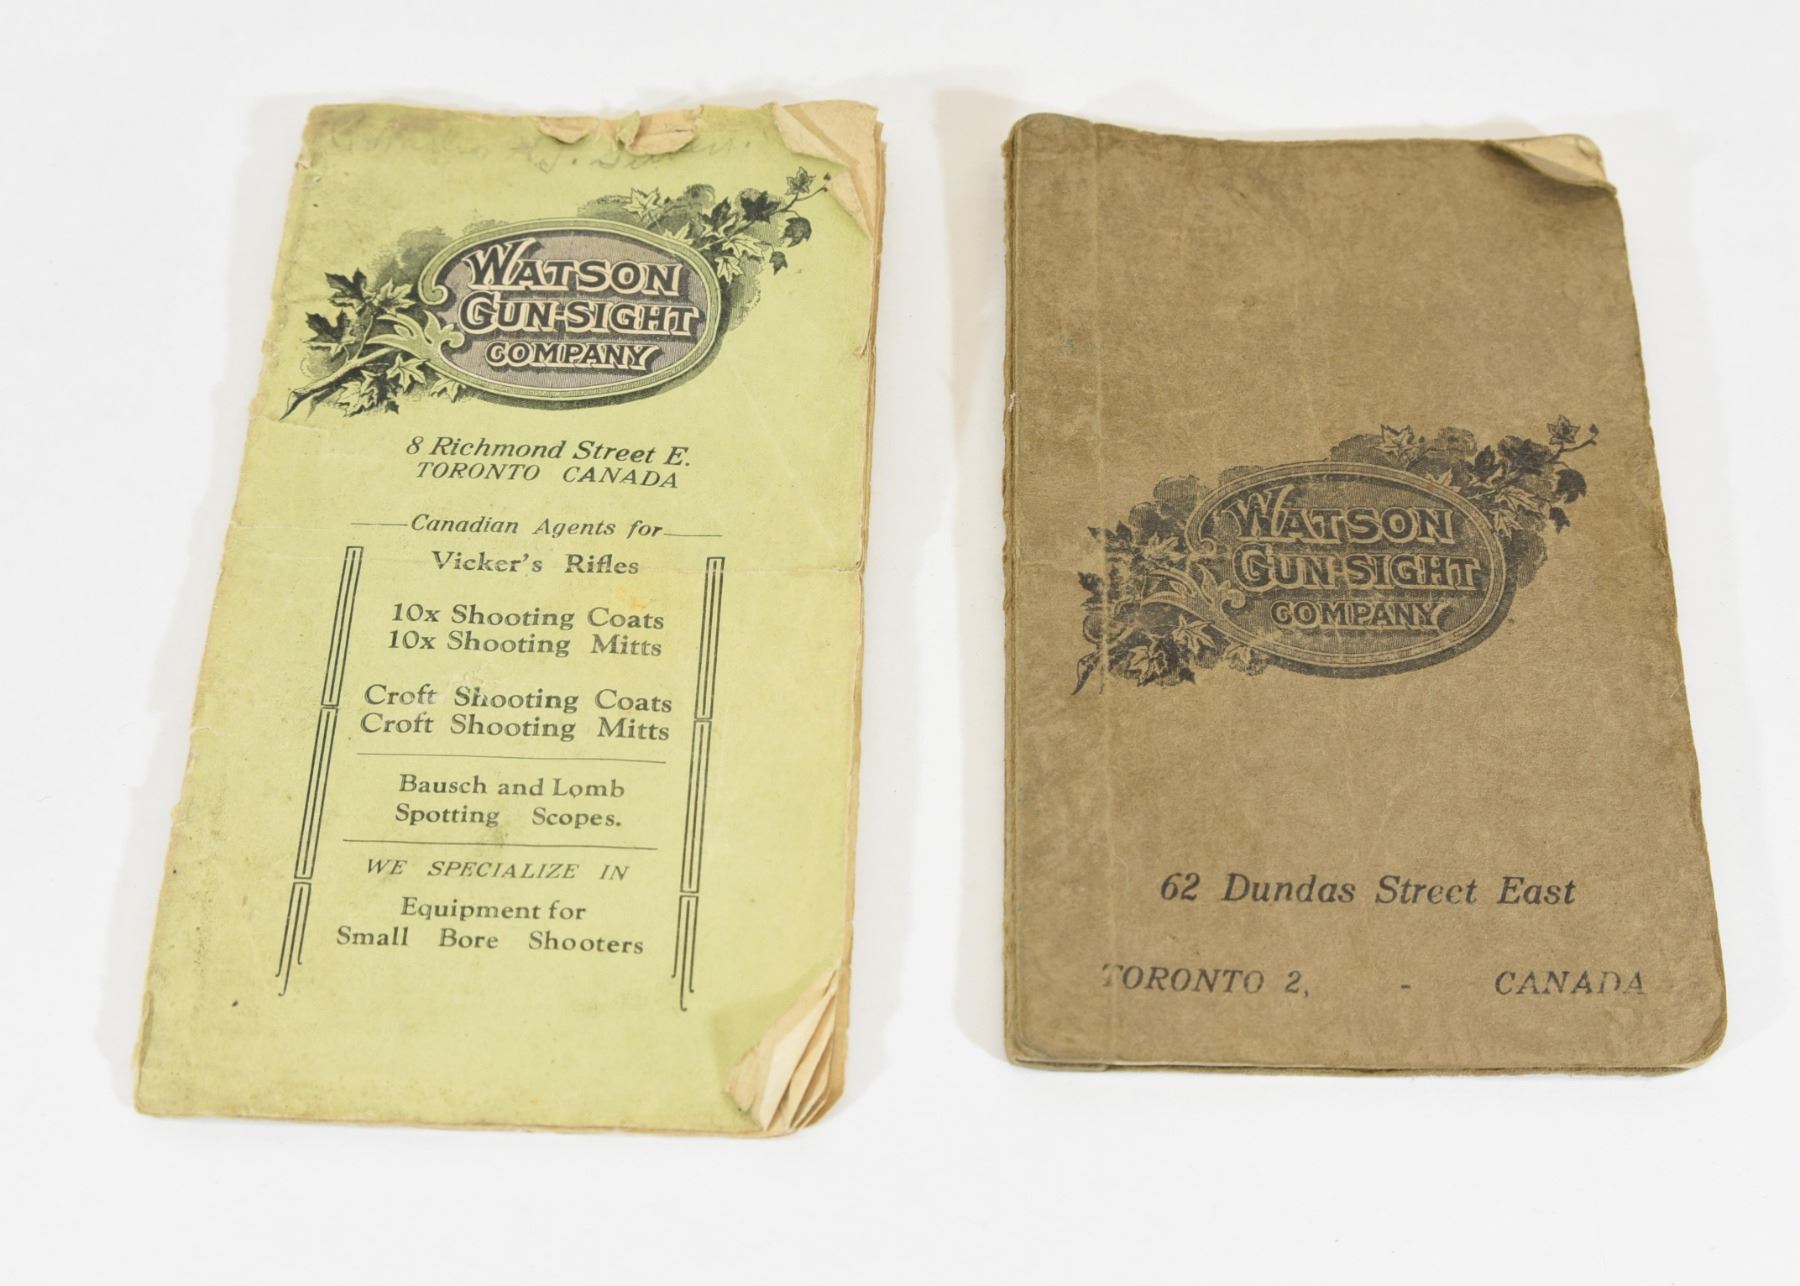 WATSON
GUN-SIGHT
COMPANY
8 Richmond Street E.
TORONTO CANADA
Canadian Agents for
Vicker's Rifles
10x Shooting Coats
10x Shooting Mitts
Croft Shooting Coats
Croft Shooting Mitts
Bausch and Lomb
Spotting Scopes.
WE SPECIALIZE IN
Equipment for
Small Bore Shooters
WATSON
GUN-SIGHT
COMPANY
62 Dundas Street East
TORONTO 2, - CANADA